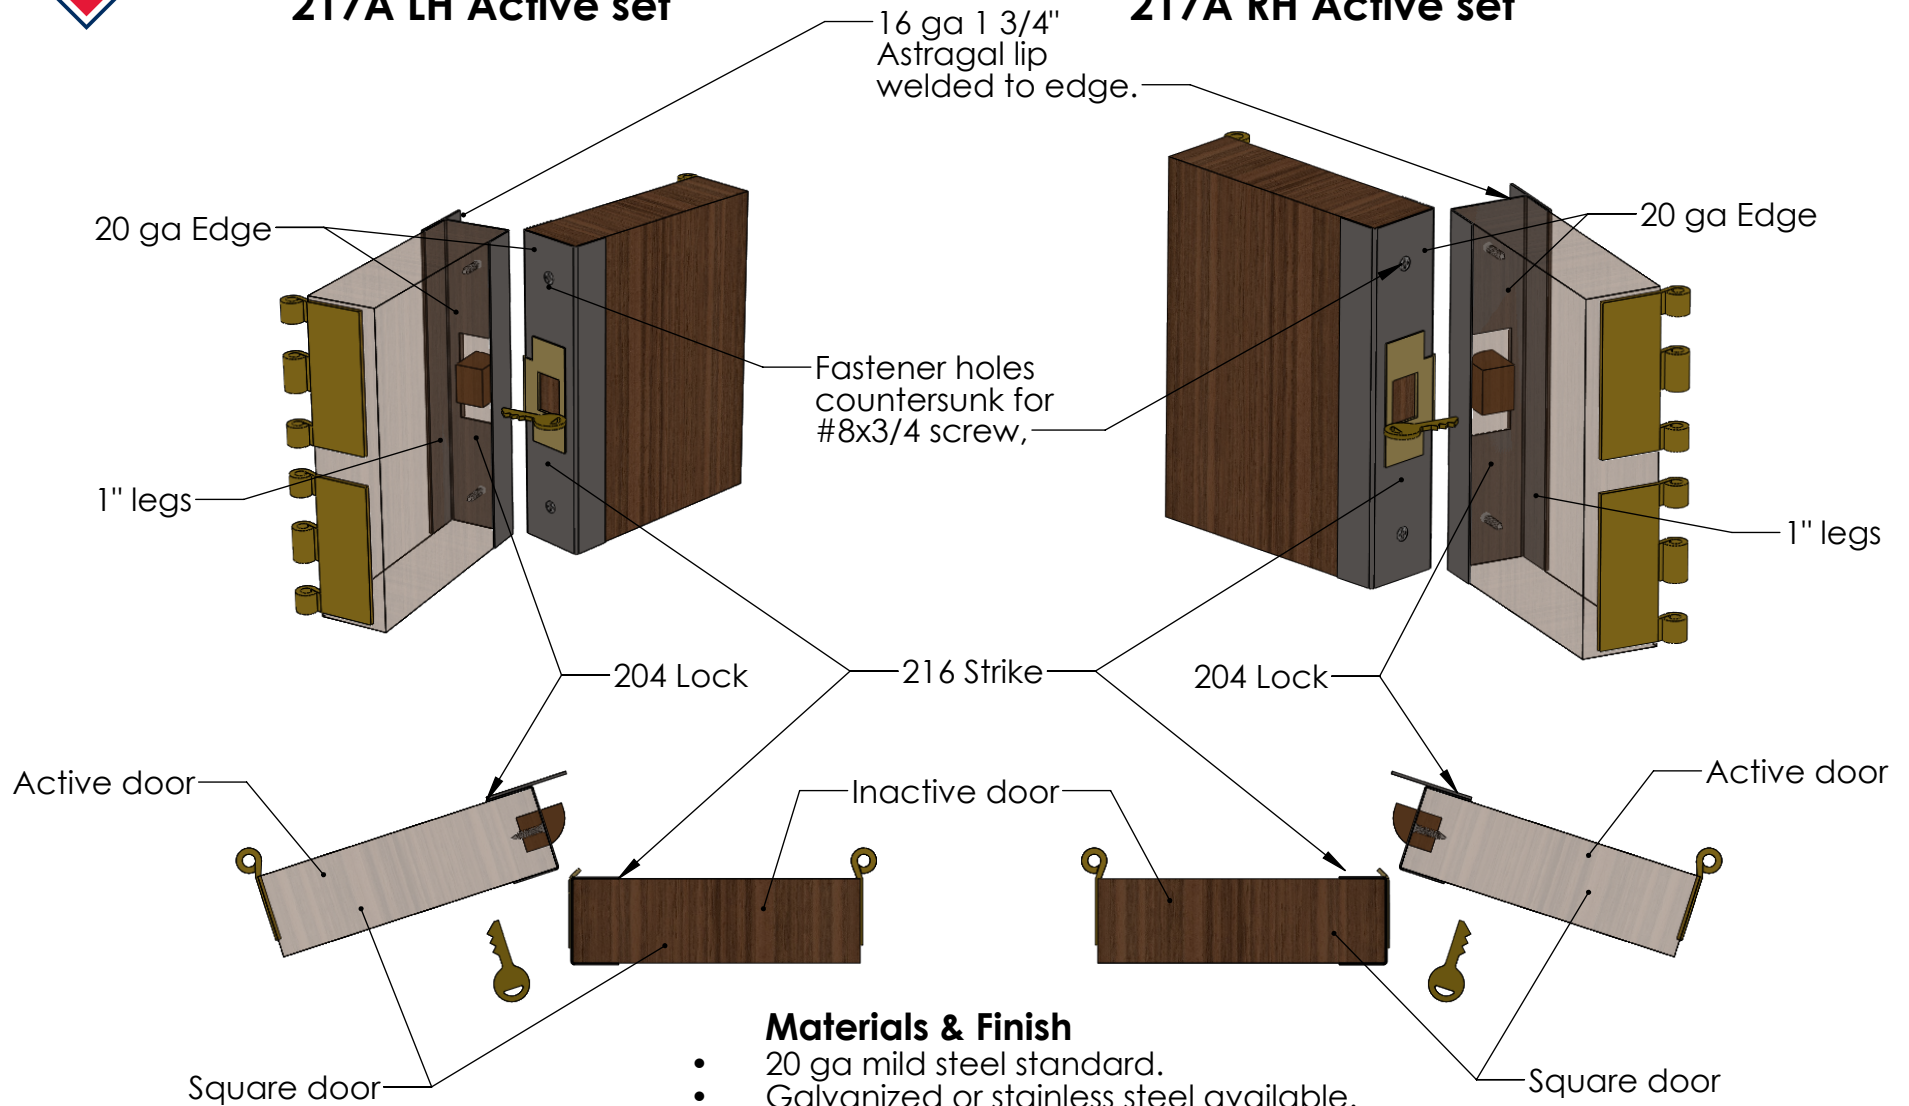 217A LH Active set
217A RH Active set
16 ga 1 3/4"
Astragal lip
welded to edge.
20 ga Edge
20 ga Edge
Fastener holes
countersunk for
#8x3/4 screw,
1" legs
1" legs
204 Lock
216 Strike
204 Lock
Active door
Inactive door
Active door
Square door
Square door
Materials & Finish
• 20 ga mild steel standard.
• Galvanized or stainless steel available.